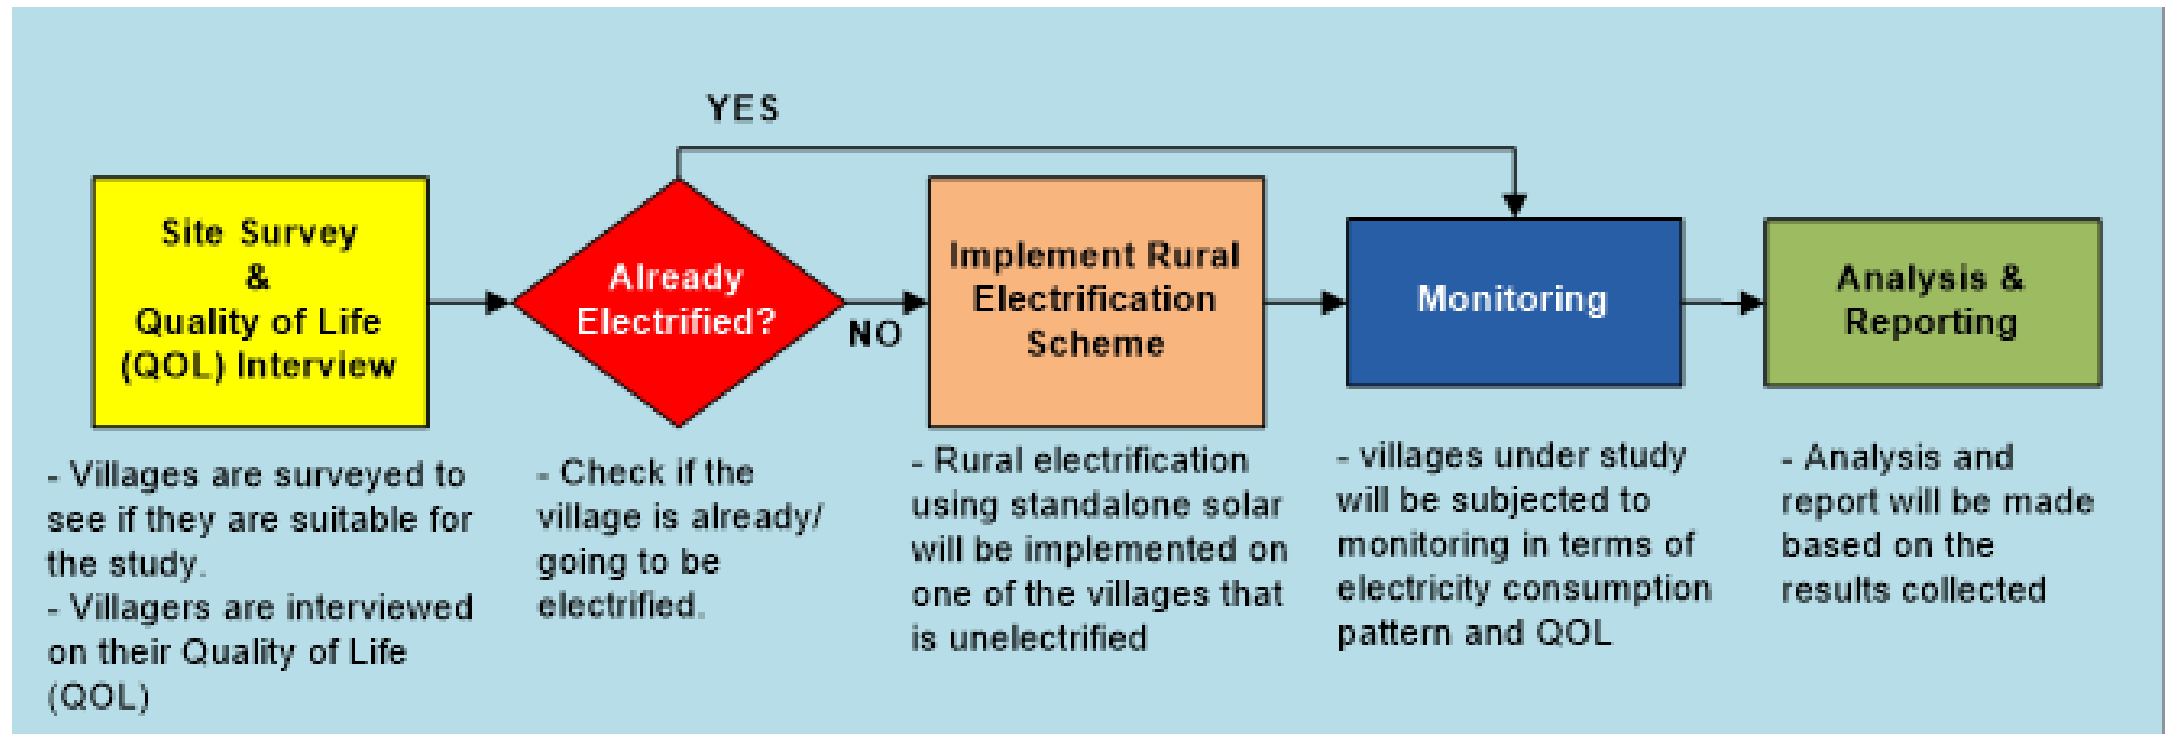 YES
Site Survey
&
Quality of Life
(QOL) Interview
Already
Electrified?
NO
Implement Rural
Electrification
Scheme
Monitoring
Analysis &
Reporting
- Villages are surveyed to
see if they are suitable for
the study.
- Villagers are interviewed
on their Quality of Life
(QOL)
- Check if the
village is already/
going to be
electrified.
- Rural electrification
using standalone solar
will be implemented on
one of the villages that
is unelectrified
- villages under study
will be subjected to
monitoring in terms of
electricity consumption
pattern and QOL
- Analysis and
report will be made
based on the
results collected